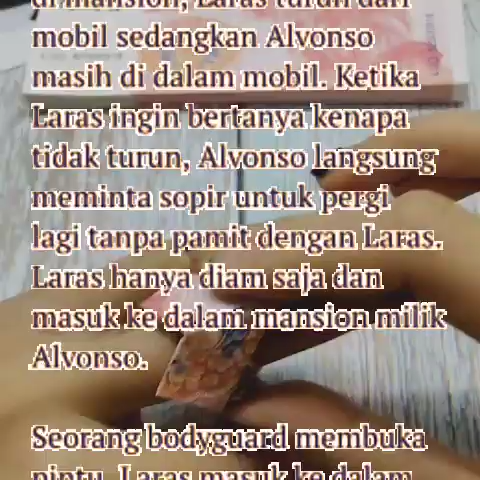 di mansion, Laras turun dari
mobil sedangkan Alvonso
masih di dalam mobil. Ketika
Laras ingin bertanya kenapa
tidak turun, Alvonso langsung
meminta sopir untuk pergi
lagi tanpa pamit dengan Laras.
Laras hanya diam saja dan
masuk ke dalam mansion milik
Alvonso.
Seorang bodyguard membuka
pintu, Laras masuk ke dalam